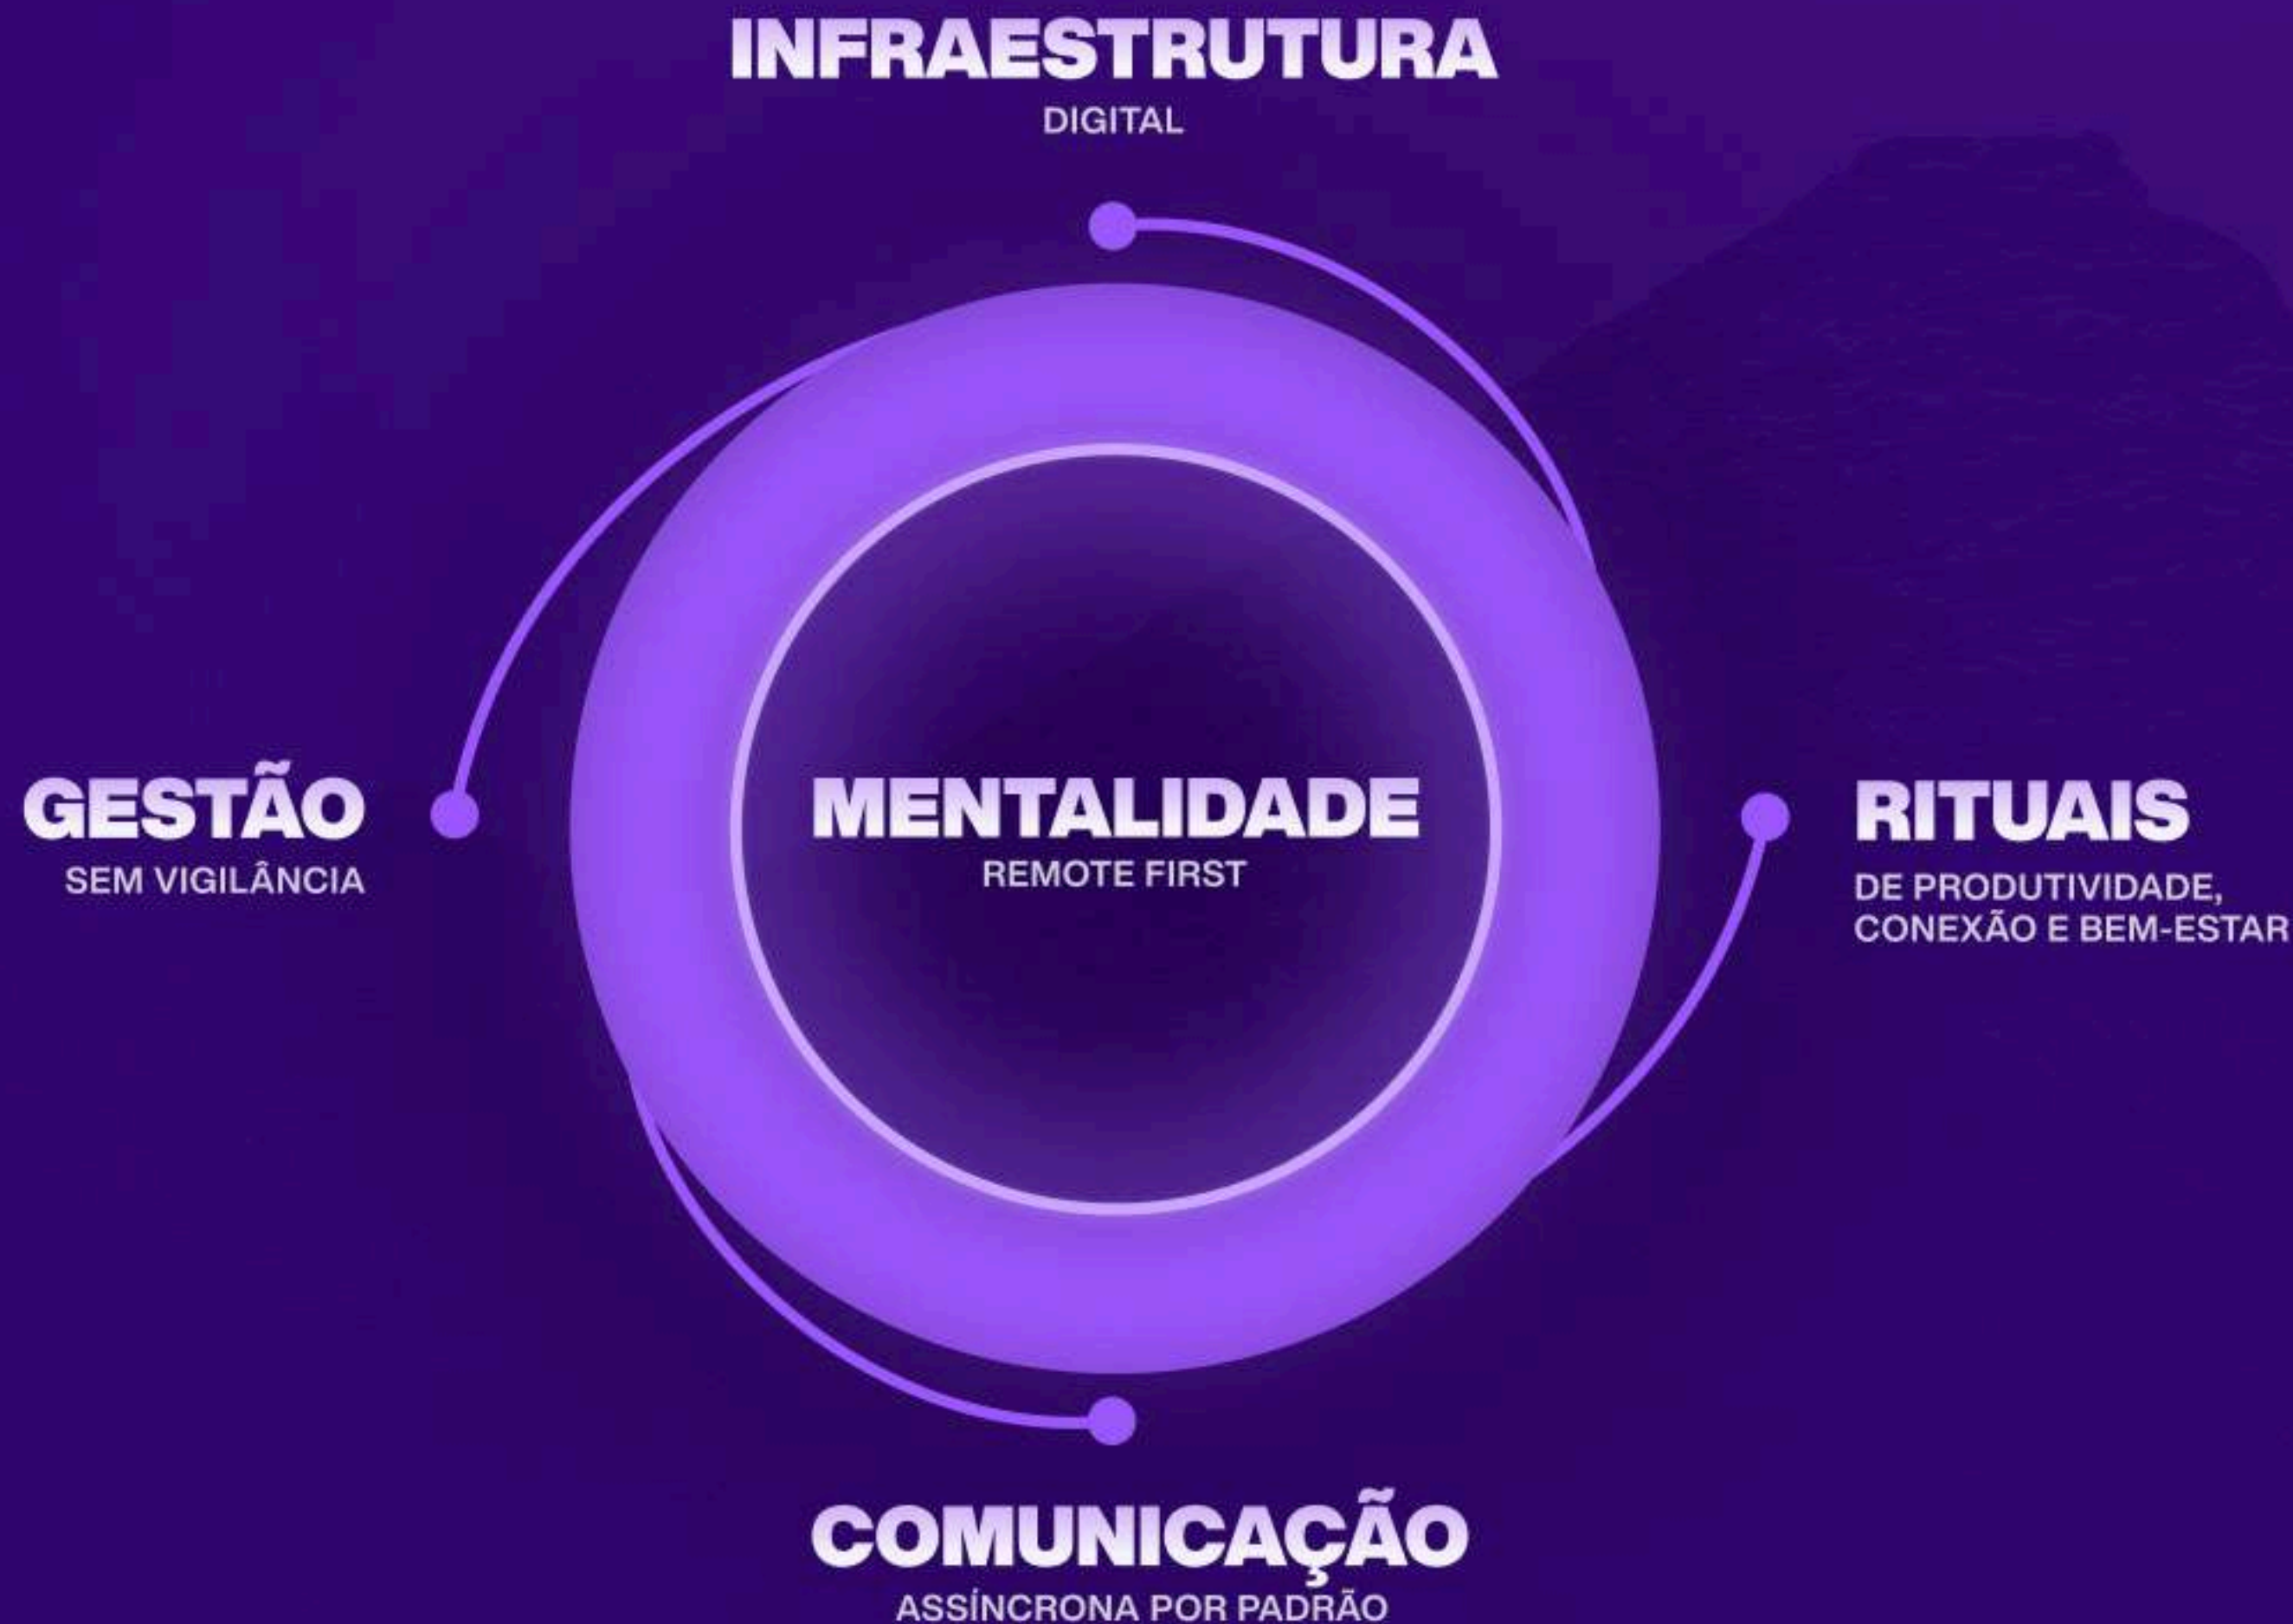 INFRAESTRUTURA
DIGITAL
GESTÃO
SEM VIGILÂNCIA
MENTALIDADE
REMOTE FIRST
RITUAIS
DE PRODUTIVIDADE,
CONEXÃO E BEM-ESTAR
COMUNICAÇÃO
ASSÍNCRONA POR PADRÃO